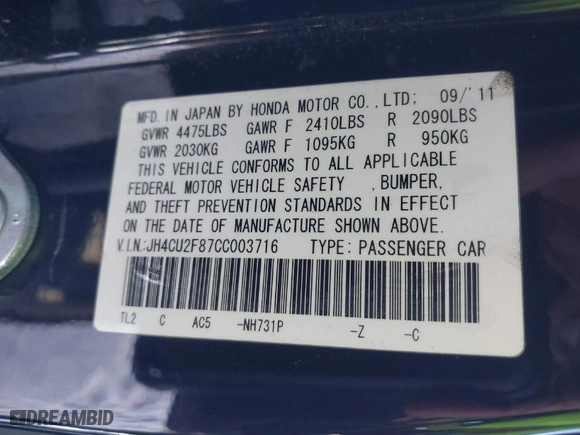 MFD. IN JAPAN BY HONDA MOTOR CO.,LTD; 09/'11
GVWR 4475LBS GAWR F 2410LBS R 2090LBS
GVWR 2030KG GAWR F 1095KG R 950KG
THIS VEHICLE CONFORMS TO ALL APPLICABLE
FEDERAL MOTOR VEHICLE SAFETY , BUMPER,
AND THEFT PREVENTION STANDARDS IN EFFECT
ON THE DATE OF MANUFACTURE SHOWN ABOVE.
V.I.N:JH4CU2F87CC003716 TYPE: PASSENGER CAR
TL2 C AC5 -NH731P -Z -C
DREAMBID